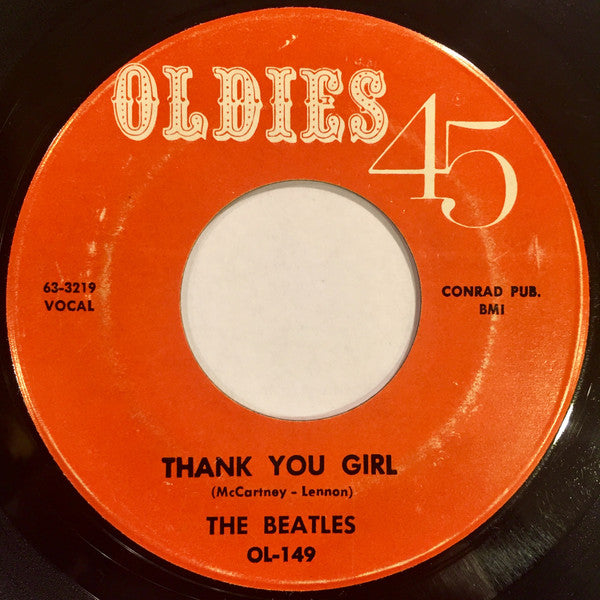 OLDIES 45
63-3219
VOCAL
CONRAD PUB.
BMI
THANK YOU GIRL
(McCartney - Lennon)
THE BEATLES
OL-149